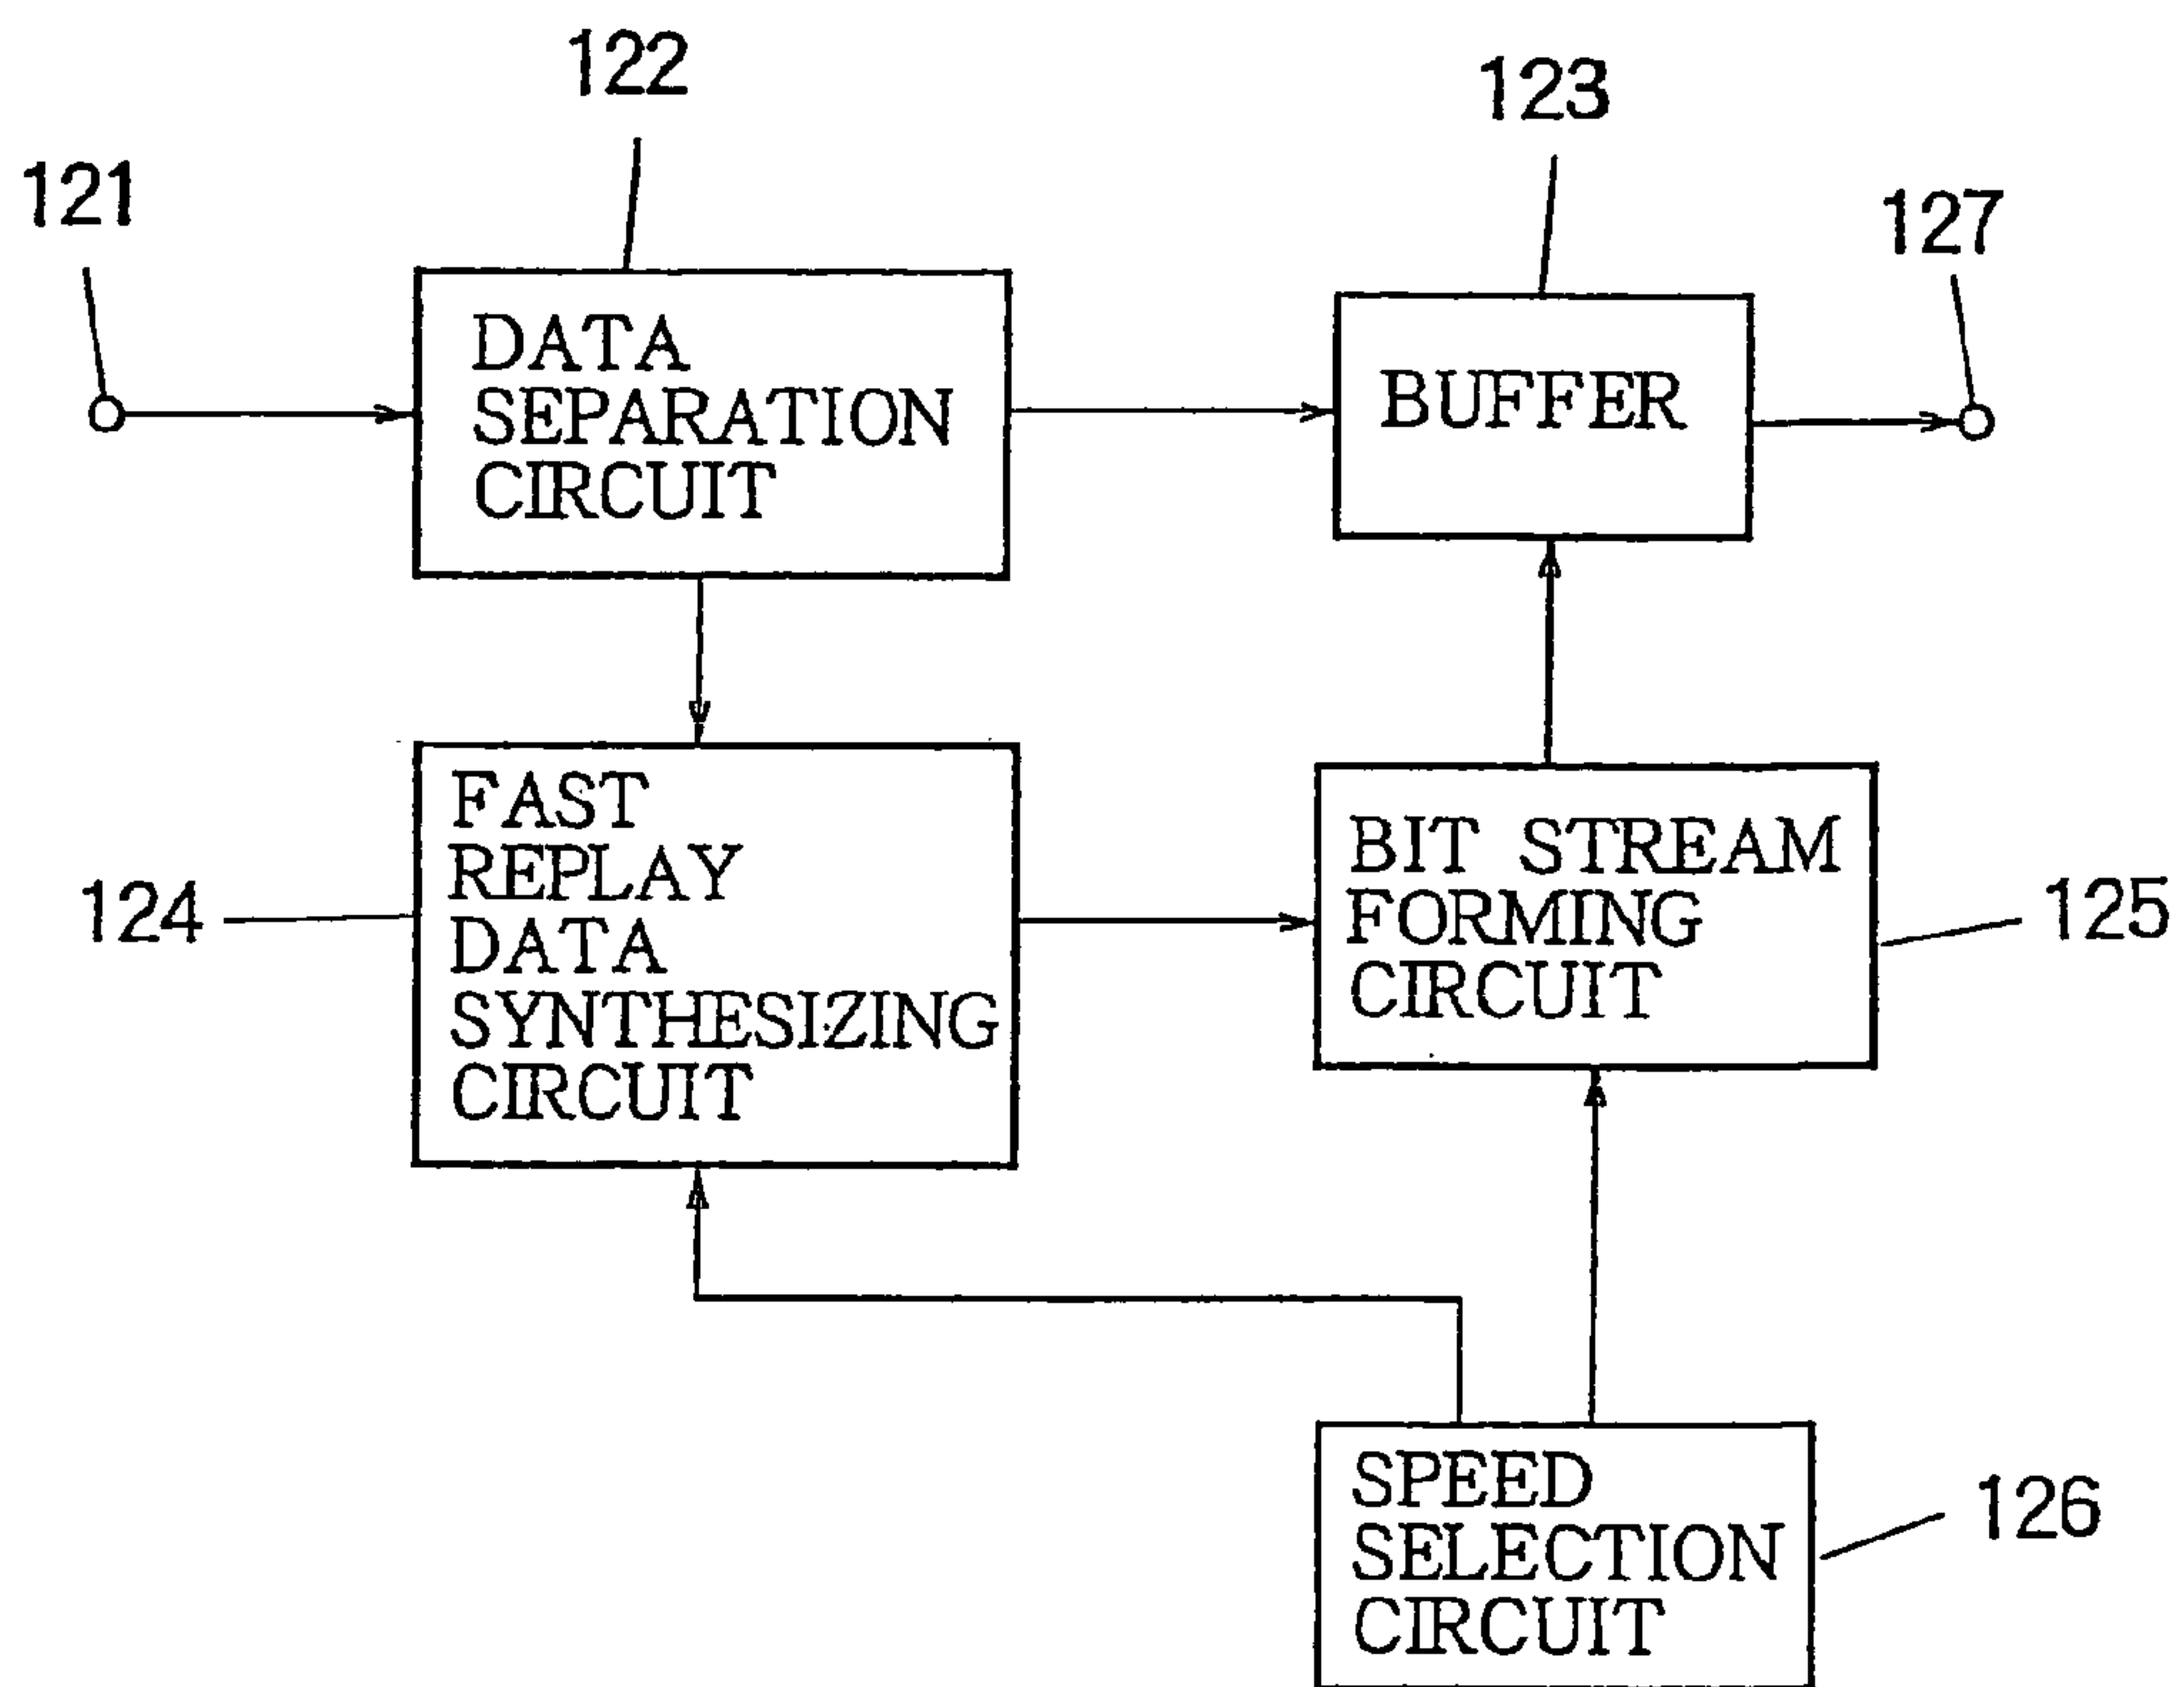 122
123
121
127
DATA
SEPARATION
CIRCUIT
BUFFER
FAST
REPLAY
DATA
SYNTHESIZING
CIRCUIT
124
BIT STREAM
FORMING
CIRCUIT
125
SPEED
SELECTION
CIRCUIT
126